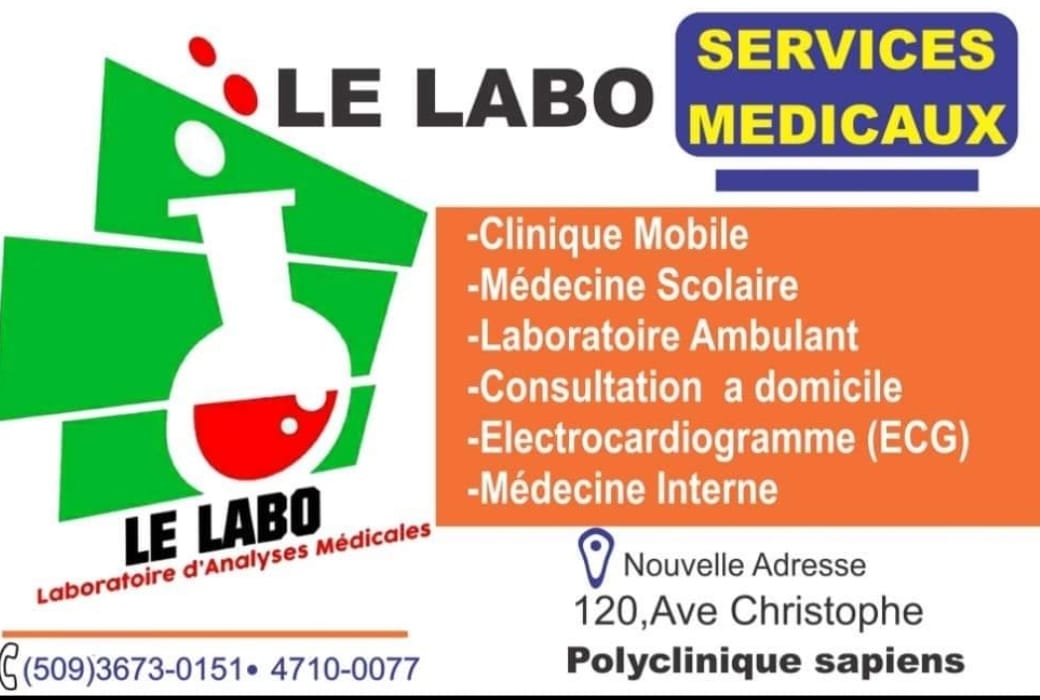 LE LABO
SERVICES
MEDICAUX
-Clinique Mobile
-Médecine Scolaire
-Laboratoire Ambulant
-Consultation a domicile
-Electrocardiogramme (ECG)
-Médecine Interne
LE LABO
Laboratoire d'Analyses Médicales
(509)3673-0151• 4710-0077
Nouvelle Adresse
120,Ave Christophe
Polyclinique sapiens